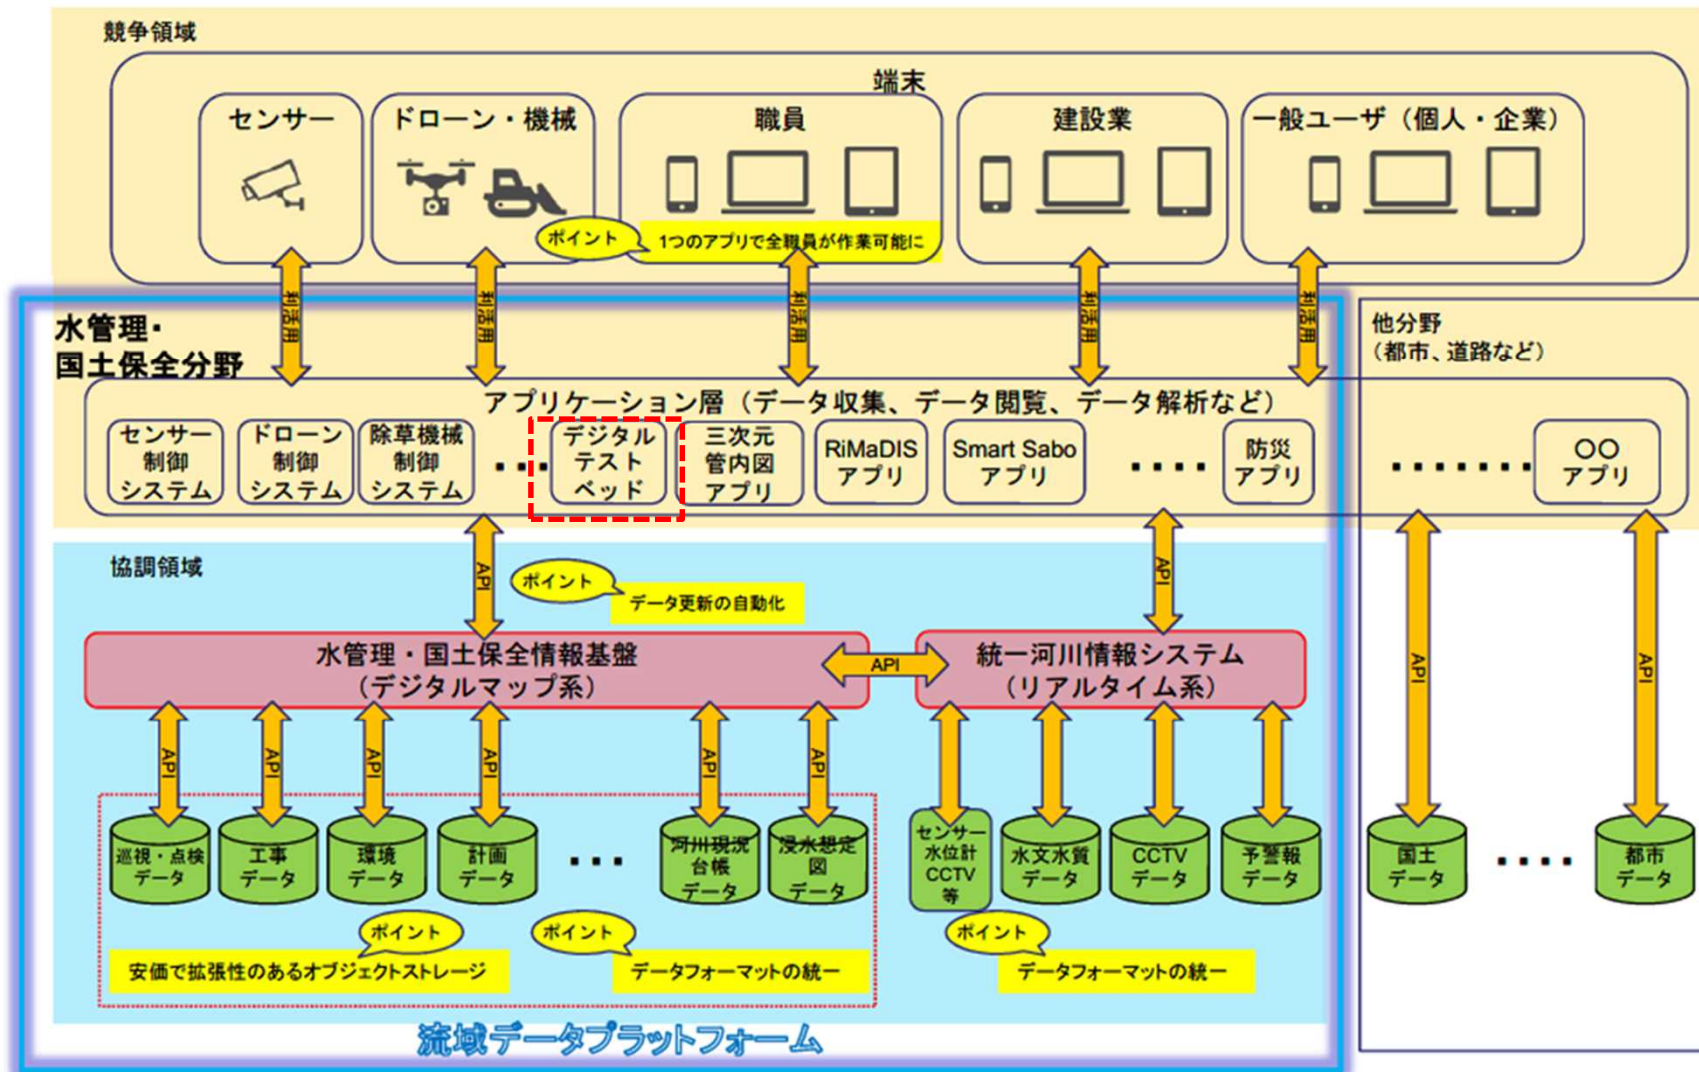 競争領域
端末
センサー
ドローン・機械
職員
建設業
一般ユーザ（個人・企業）
ポイント
1つのアプリで全職員が作業可能に
利活用
利活用
利活用
利活用
利活用
水管理・
国土保全分野
他分野
（都市、道路など）
アプリケーション層（データ収集、データ閲覧、データ解析など）
センサー
制御
システム
ドローン
制御
システム
除草機械
制御
システム
・・・
デジタル
テスト
ベッド
三次元
管内図
アプリ
RiMaDIS
アプリ
Smart Sabo
アプリ
・・・・
防災
アプリ
・・・・・・・
〇〇
アプリ
協調領域
API
ポイント
データ更新の自動化
API
API
API
水管理・国土保全情報基盤
（デジタルマップ系）
API
統一河川情報システム
（リアルタイム系）
API
API
API
API
API
API
巡視・点検
データ
工事
データ
環境
データ
計画
データ
・・・
河川現況
台帳
データ
浸水想定
図
データ
センサー
水位計
CCTV
等
水文水質
データ
CCTV
データ
予警報
データ
国土
データ
・・・・
都市
データ
ポイント
安価で拡張性のあるオブジェクトストレージ
ポイント
データフォーマットの統一
ポイント
データフォーマットの統一
流域データプラットフォーム